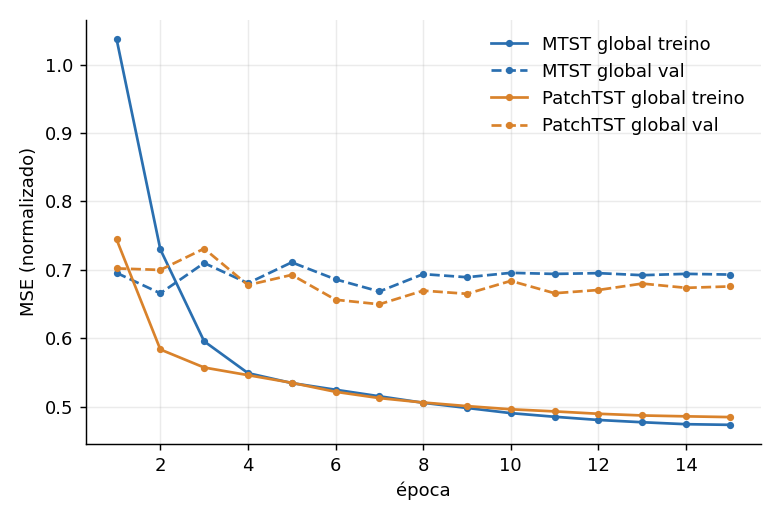 MTST global treino
MTST global val
PatchTST global treino
PatchTST global val
MSE (normalizado)
1.0
0.9
0.8
0.7
0.6
0.5
2 4 6 8 10 12 14
época